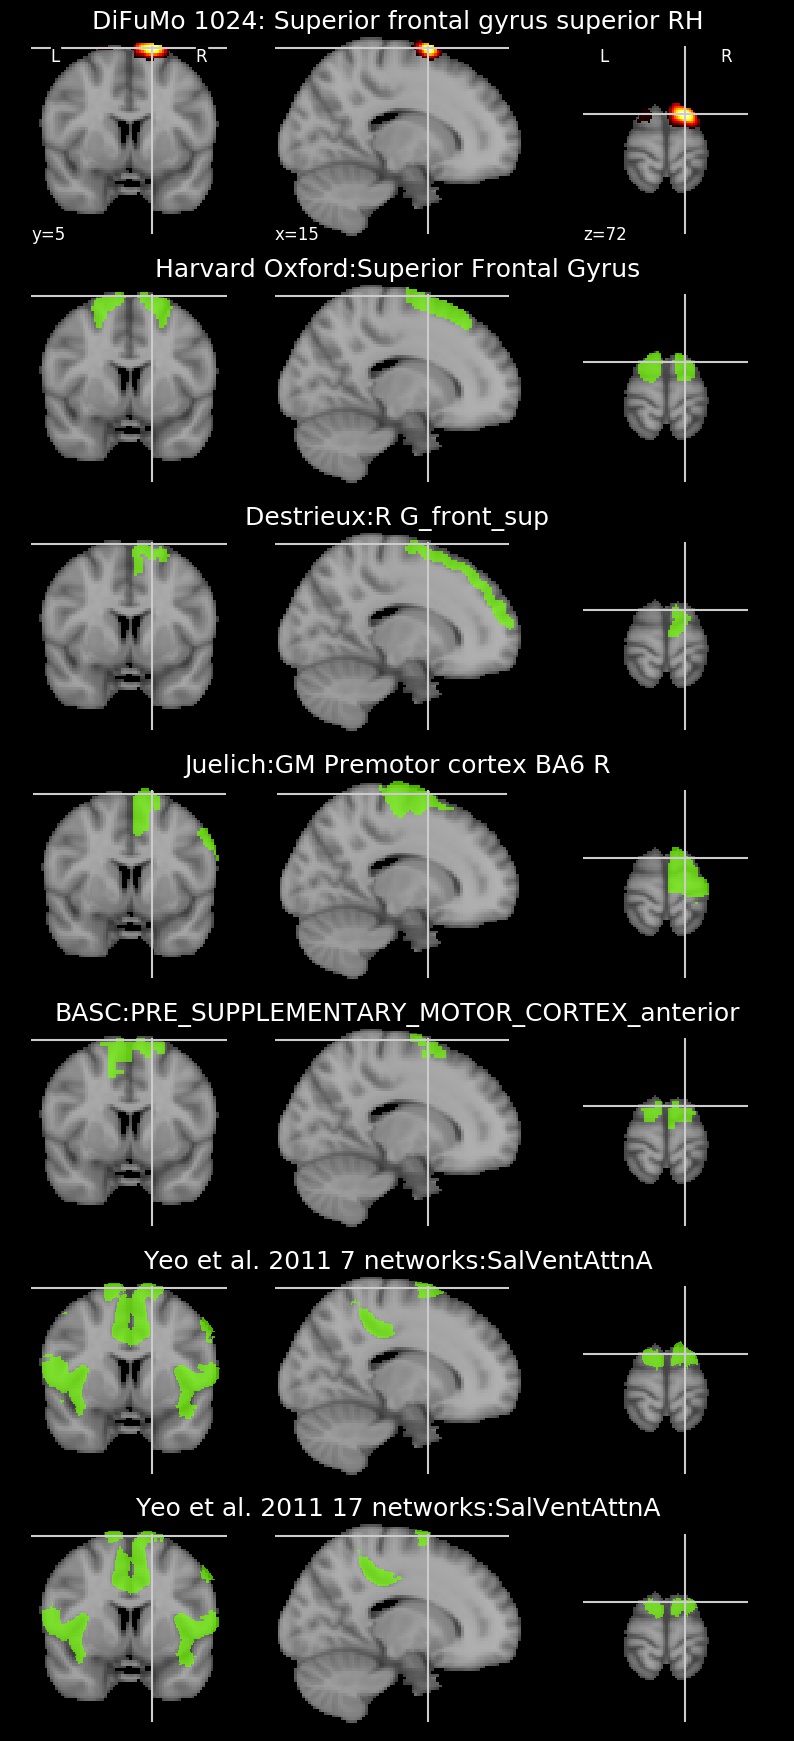 DiFuMo 1024: Superior frontal gyrus superior RH
L R L R
y=5 x=15 z=72
Harvard Oxford:Superior Frontal Gyrus
Destrieux:R G_front_sup
Juelich:GM Premotor cortex BA6 R
BASC:PRE_SUPPLEMENTARY_MOTOR_CORTEX_anterior
Yeo et al. 2011 7 networks:SalVentAttnA
Yeo et al. 2011 17 networks:SalVentAttnA